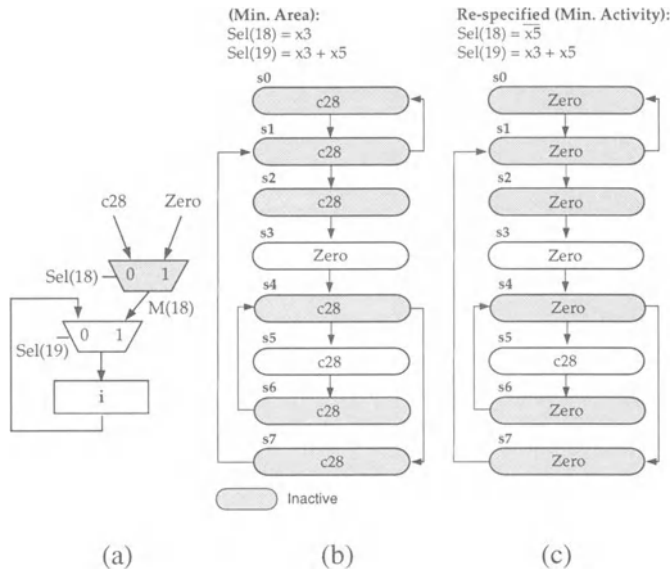 (Min. Area):
Sel(18) = x3
Sel(19) = x3 + x5
Re-specified (Min. Activity):
Sel(18) = x̅5̅
Sel(19) = x3 + x5
c28 Zero
Sel(18) 0 1
M(18)
0 1
Sel(19)
i
s0
c28
s1
c28
s2
c28
s3
Zero
s4
c28
s5
c28
s6
c28
s7
c28
Inactive
s0
Zero
s1
Zero
s2
Zero
s3
Zero
s4
Zero
s5
c28
s6
Zero
s7
Zero
(a) (b) (c)